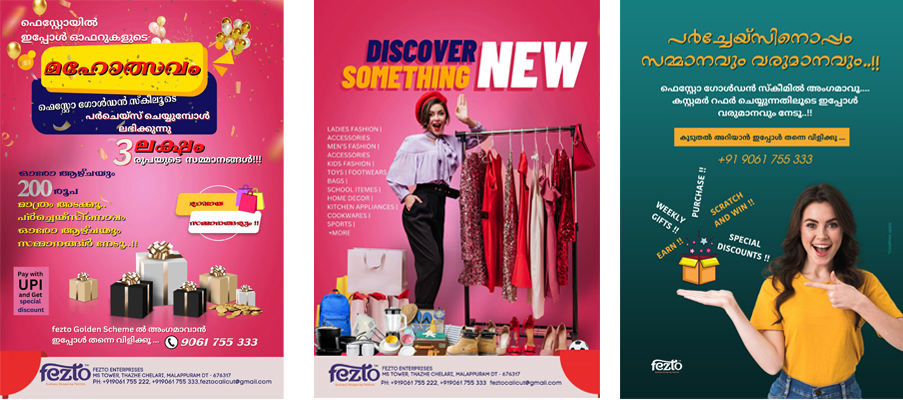 ഫെസ്റ്റോയിൽ
ഇപ്പോൾ ഓഫറുകളുടെ
മഹോത്സവം
ഫെസ്റ്റോ ഗോൾഡൻ സ്കീലൂടെ
പർചെയ്സ് ചെയ്യുമ്പോൾ
ലഭിക്കുന്നു
3 ലക്ഷം
രൂപയുടെ സമ്മാനങ്ങൾ!!!
ഓരോ ആഴ്ചയും
200 രൂപ
മാത്രം അടക്കൂ..
ഓരോ ആഴ്ചയും
സമ്മാനങ്ങൾ നേടൂ..!!
സമ്മാനങ്ങളും !!
Pay with
UPI
and Get
special
discount
fezto Golden Scheme ൽ അംഗമാവാൻ
ഇപ്പോൾ തന്നെ വിളിക്കൂ ...
9061 755 333
fezto
FEZTO ENTERPRISES
MS TOWER, THAZHE CHELARI, MALAPPURAM DT - 676317
PH: +919061 755 222, +919061 755 333,feztocalicut@gmail.com
DISCOVER
SOMETHING
NEW
LADIES FASHION |
ACCESSORIES
MEN'S FASHION |
ACCESSORIES
KIDS FASHION |
TOYS | FOOTWEARS
BAGS |
SCHOOL ITEMES |
HOME DECOR |
KITCHEN APPLIANCES |
COOKWARES |
SPORTS |
+MORE
fezto
FEZTO ENTERPRISES
MS TOWER, THAZHE CHELARI, MALAPPURAM DT - 676317
PH: +919061 755 222, +919061 755 333 feztocalicut@gmail.com
പർച്ചേയ്സിനൊപ്പം
സമ്മാനവും വരുമാനവും..!!
ഫെസ്റ്റോ ഗോൾഡൻ സ്കീമിൽ അംഗമാവൂ....
കസ്റ്റമർ റഫർ ചെയ്യുന്നതിലൂടെ ഇപ്പോൾ
വരുമാനവും നേടൂ..!!
കൂടുതൽ അറിയാൻ ഇപ്പോൾ തന്നെ വിളിക്കൂ ...
+91 9061 755 333
WEEKLY
GIFTS !!
PURCHASE !!
SCRATCH
AND WIN !!
EARN !!
SPECIAL
DISCOUNTS !!
fezto